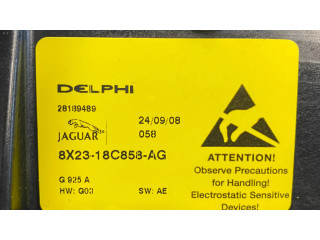 DELPHI
28189489
24/09/08
JAGUAR
058
8X23-18C858-AG
G 925 A
HW: G03
SW: AE
ATTENTION!
Observe Precautions
for Handling!
Electrostatic Sensitive
Devices!